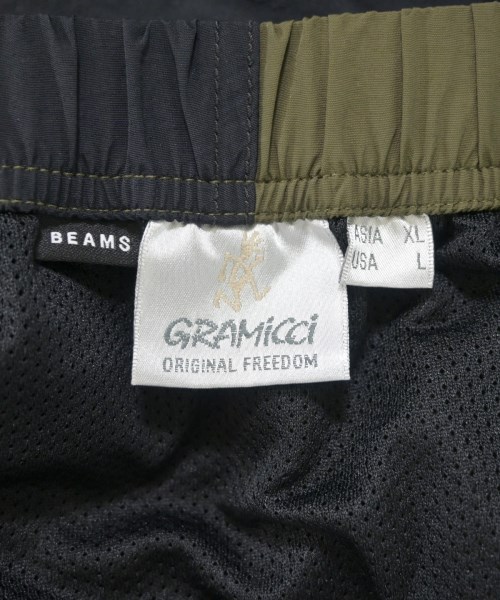 BEAMS
GRAMiCCi
ORIGINAL FREEDOM
ASIA XL
USA L